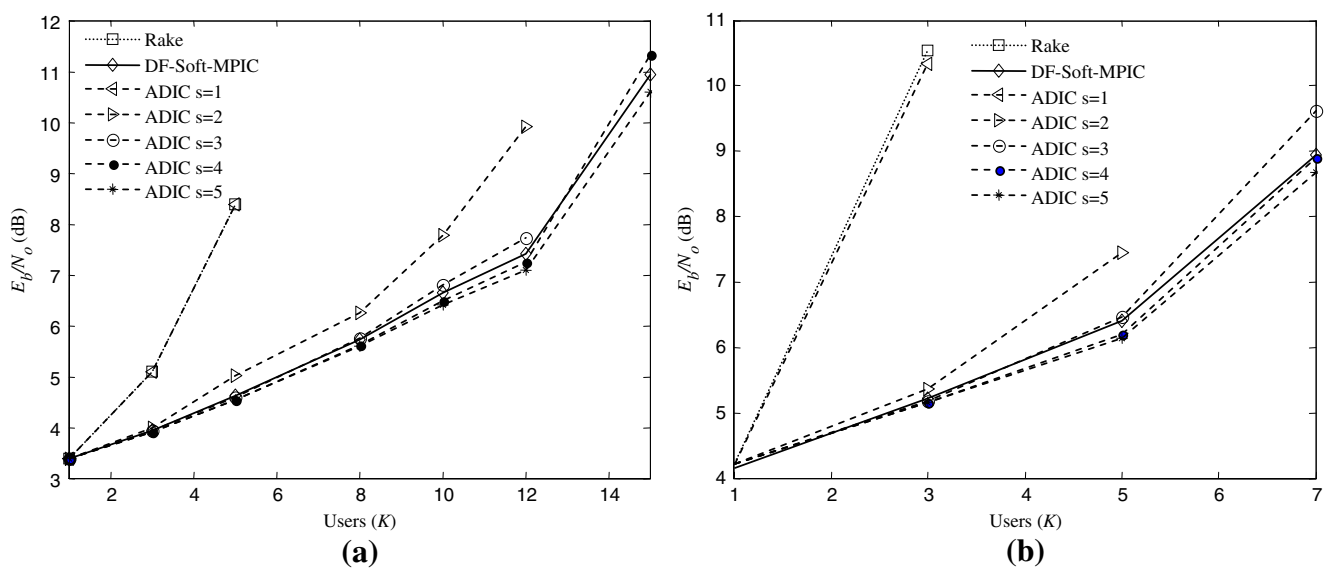 12
11
10
9
8
7
6
5
4
3
E_b/N_o (dB)
Rake
DF-Soft-MPIC
ADIC s=1
ADIC s=2
ADIC s=3
ADIC s=4
ADIC s=5
2 4 6 8 10 12 14
Users (K)
(a)
11
10
9
8
7
6
5
4
E_b/N_o (dB)
Rake
DF-Soft-MPIC
ADIC s=1
ADIC s=2
ADIC s=3
ADIC s=4
ADIC s=5
1 2 3 4 5 6 7
Users (K)
(b)